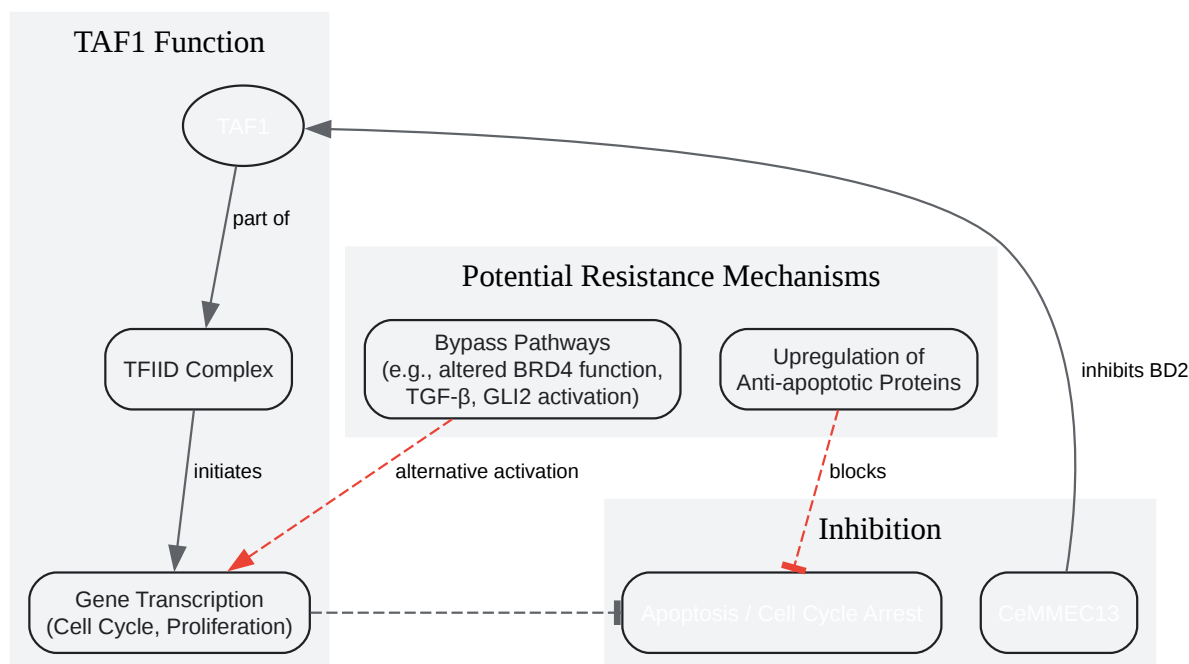 TAF1 Function
TAF1
part of
Potential Resistance Mechanisms
Bypass Pathways
(e.g., altered BRD4 function,
TGF-β, GLI2 activation)
Upregulation of
Anti-apoptotic Proteins
TFIID Complex
inhibits BD2
initiates
alternative activation
blocks
Inhibition
Gene Transcription
(Cell Cycle, Proliferation)
Apoptosis / Cell Cycle Arrest
CeMMEC13